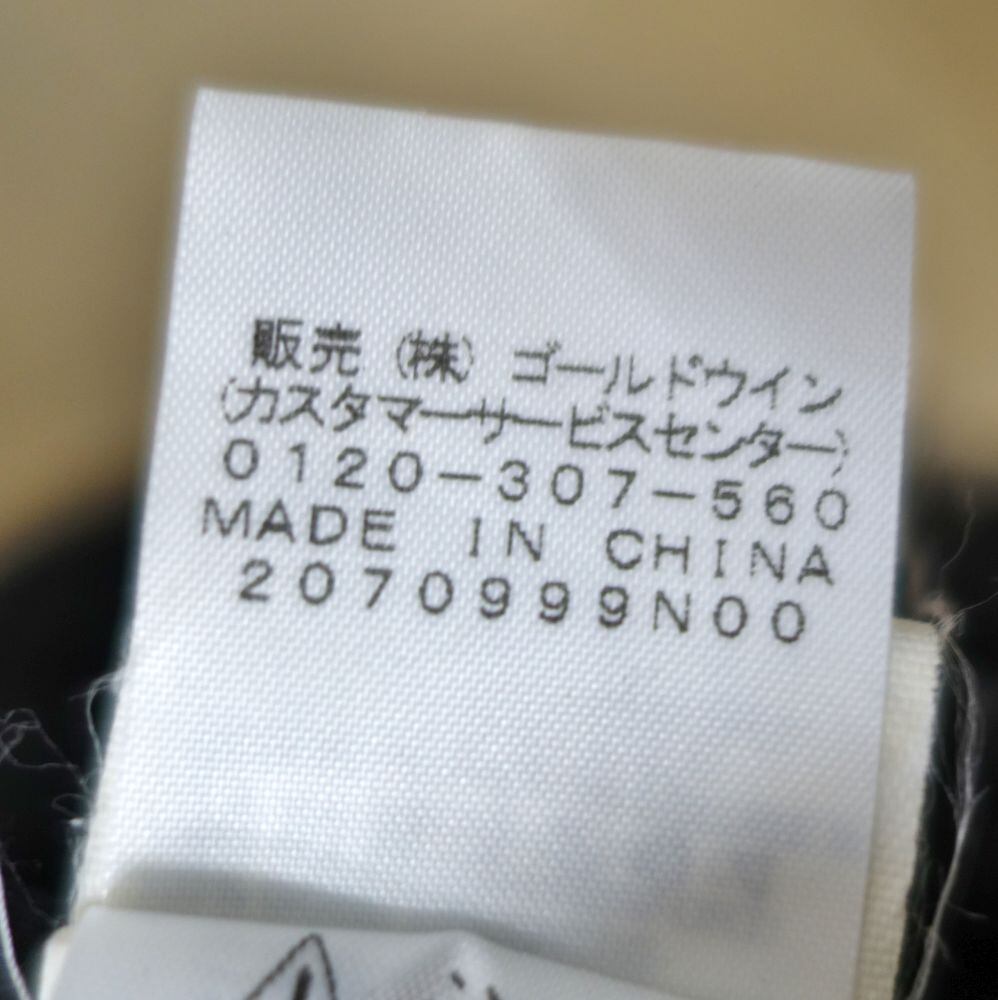 販売 (株) ゴールドウイン
(カスタマーサービスセンター)
0120-307-560
MADE IN CHINA
2070999N00